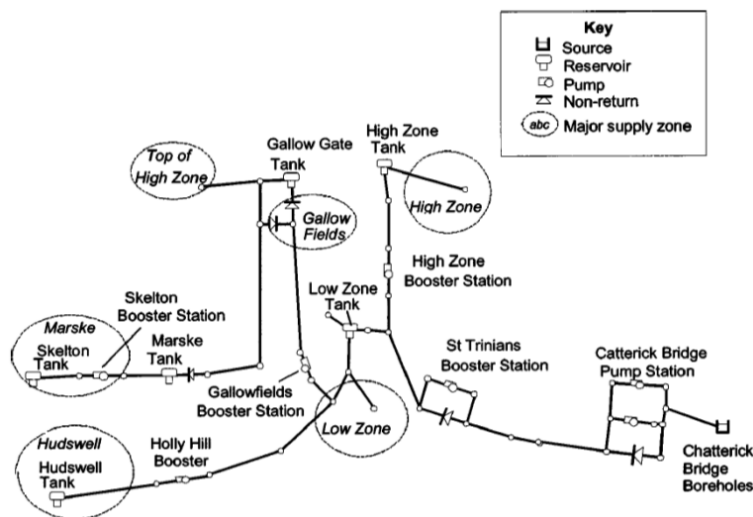 Key
Source
Reservoir
Pump
Non-return
abc Major supply zone
High Zone
Tank
Gallow Gate
Tank
Top of
High Zone
High Zone
Gallow
Fields
High Zone
Booster Station
Low Zone
Tank
Skelton
Booster Station
Marske
Skelton
Tank
Marske
Tank
St Trinians
Booster Station
Catterick Bridge
Pump Station
Gallowfields
Booster Station
Low Zone
Chatterick
Bridge
Boreholes
Hudswell
Hudswell
Tank
Holly Hill
Booster